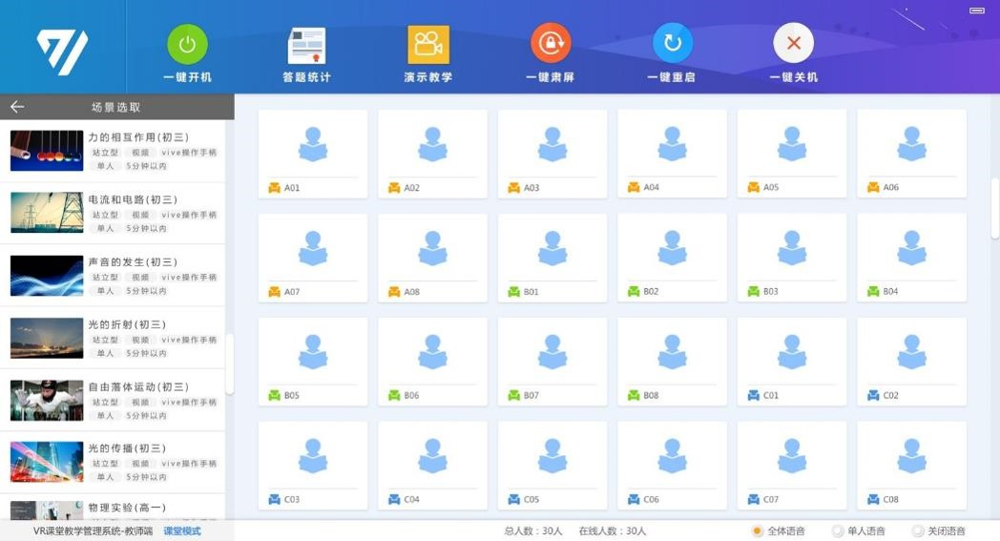 一键开机
答题统计
演示教学
一键肃屏
一键重启
一键关机
场景选取
力的相互作用(初三)
站立型 视频 vive操作手柄
单人 5分钟以内
电流和电路(初三)
站立型 视频 vive操作手柄
单人 5分钟以内
声音的发生(初三)
站立型 视频 vive操作手柄
单人 5分钟以内
光的折射(初三)
站立型 视频 vive操作手柄
单人 5分钟以内
自由落体运动(初三)
站立型 视频 vive操作手柄
单人 5分钟以内
光的传播(初三)
站立型 视频 vive操作手柄
单人 5分钟以内
物理实验(高一)
A01 A02 A03 A04 A05 A06
A07 A08 B01 B02 B03 B04
B05 B06 B07 B08 C01 C02
C03 C04 C05 C06 C07 C08
VR课堂教学管理系统-教师端 课堂模式
总人数：30人 在线人数：30人
全体语音 单人语音 关闭语音